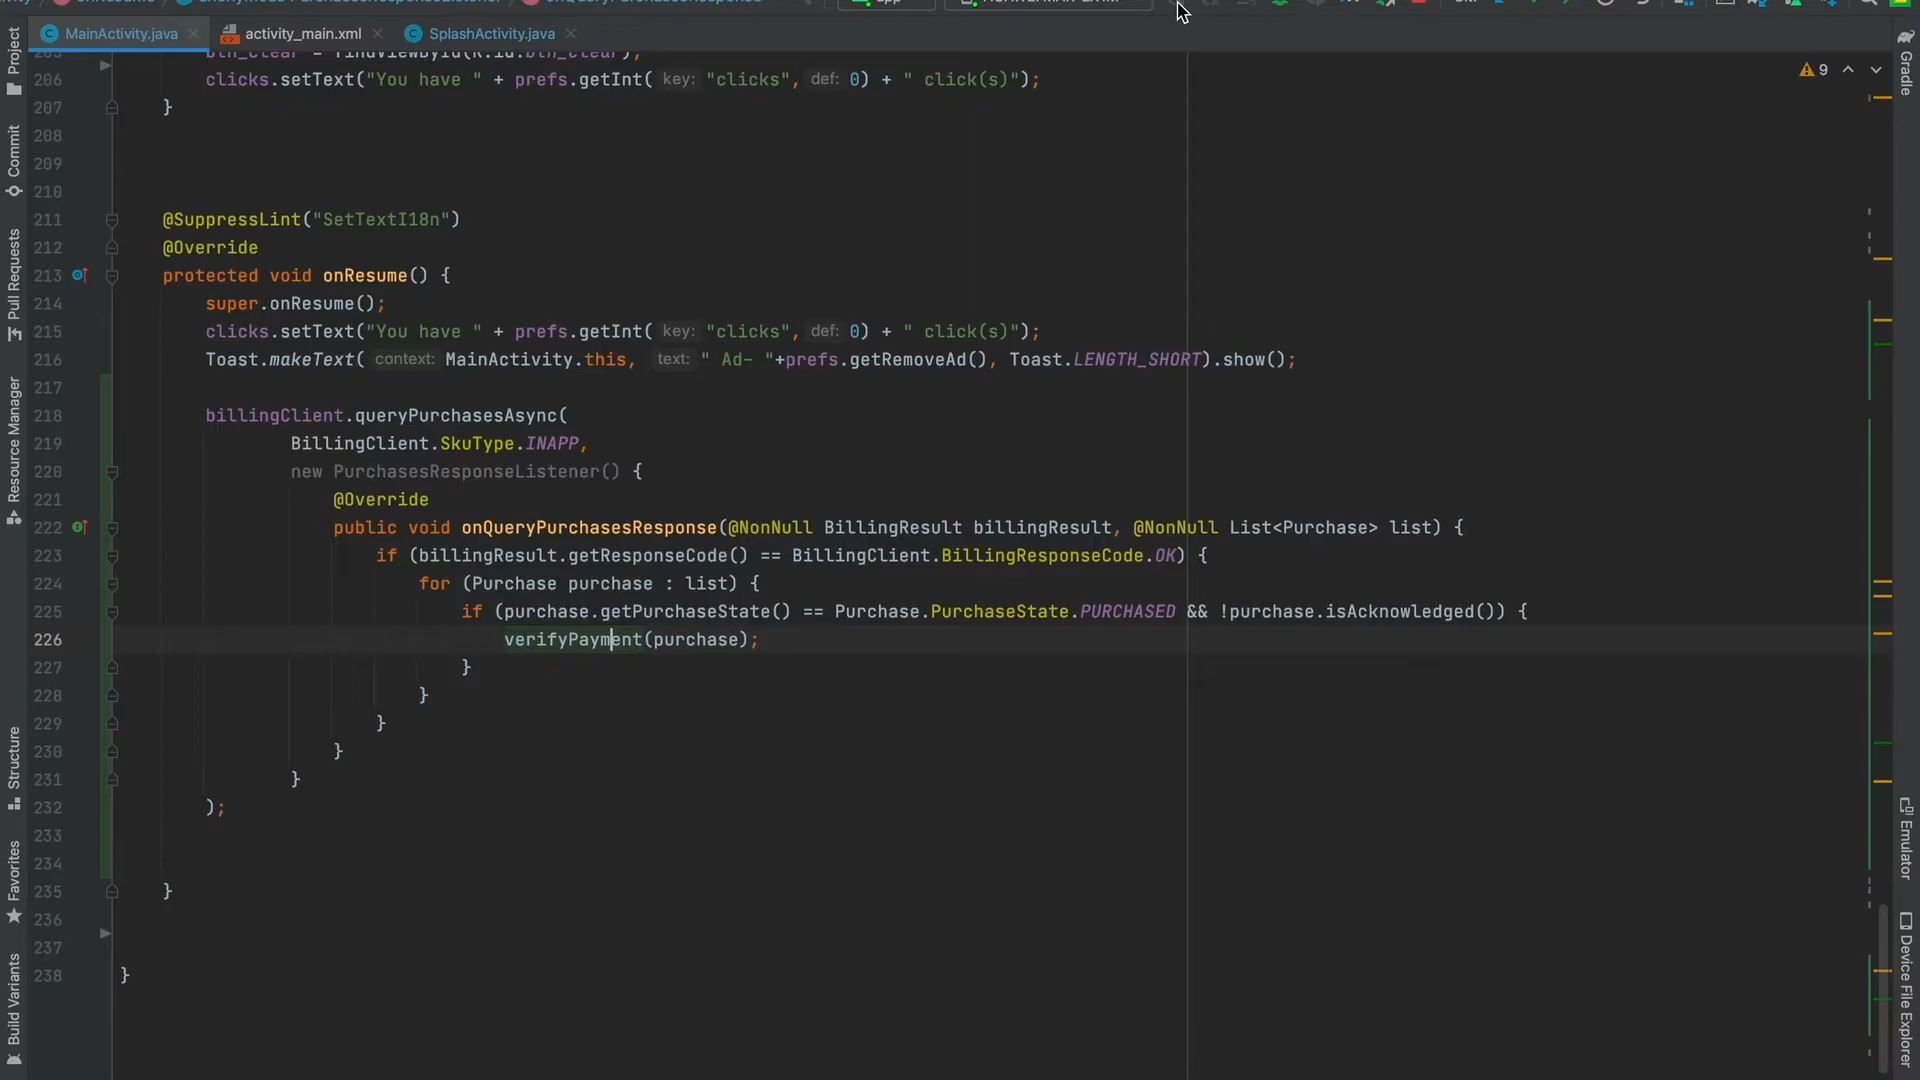 MainActivity.java
activity_main.xml
SplashActivity.java
9
206 clicks.setText("You have " + prefs.getInt( key: "clicks", def: 0) + " click(s)");
207 }
208
209
210
211 @SuppressLint("SetTextI18n")
212 @Override
213 protected void onResume() {
214 super.onResume();
215 clicks.setText("You have " + prefs.getInt( key: "clicks", def: 0) + " click(s)");
216 Toast.makeText( context: MainActivity.this, text: " Ad- "+prefs.getRemoveAd(), Toast.LENGTH_SHORT).show();
217
218 billingClient.queryPurchasesAsync(
219 BillingClient.SkuType.INAPP,
220 new PurchasesResponseListener() {
221 @Override
222 public void onQueryPurchasesResponse(@NonNull BillingResult billingResult, @NonNull List<Purchase> list) {
223 if (billingResult.getResponseCode() == BillingClient.BillingResponseCode.OK) {
224 for (Purchase purchase : list) {
225 if (purchase.getPurchaseState() == Purchase.PurchaseState.PURCHASED && !purchase.isAcknowledged()) {
226 verifyPayment(purchase);
227 }
228 }
229 }
230 }
231 }
232 );
233
234
235 }
236
237
238 }
Project
Commit
Pull Requests
Resource Manager
Structure
Favorites
Build Variants
Gradle
Emulator
Device File Explorer